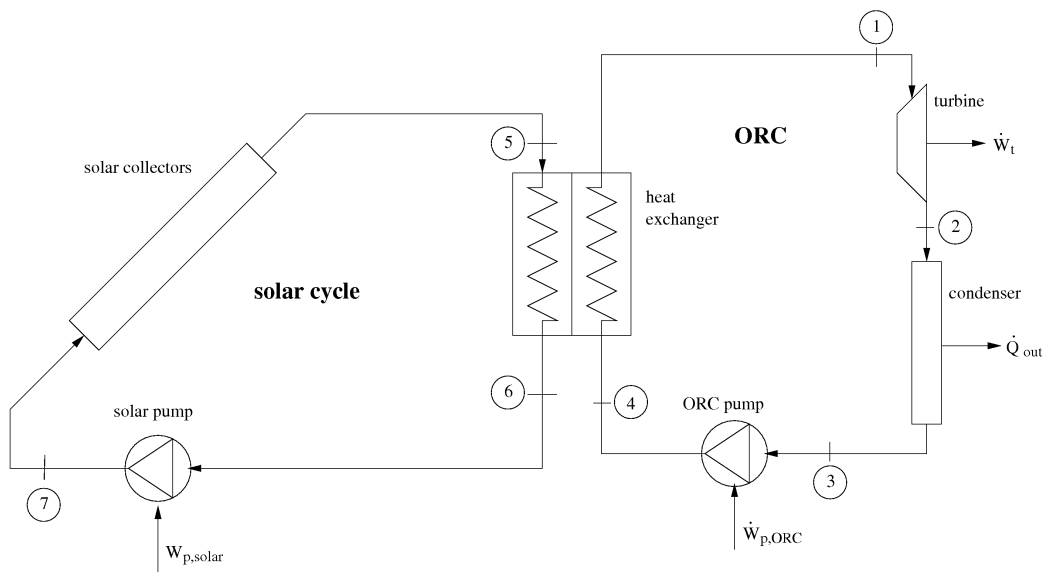 1
turbine
ORC
Ẇt
5
solar collectors
heat
exchanger
2
solar cycle
condenser
Q̇ out
6
4
solar pump
ORC pump
7
3
Wp,solar
Ẇp,ORC